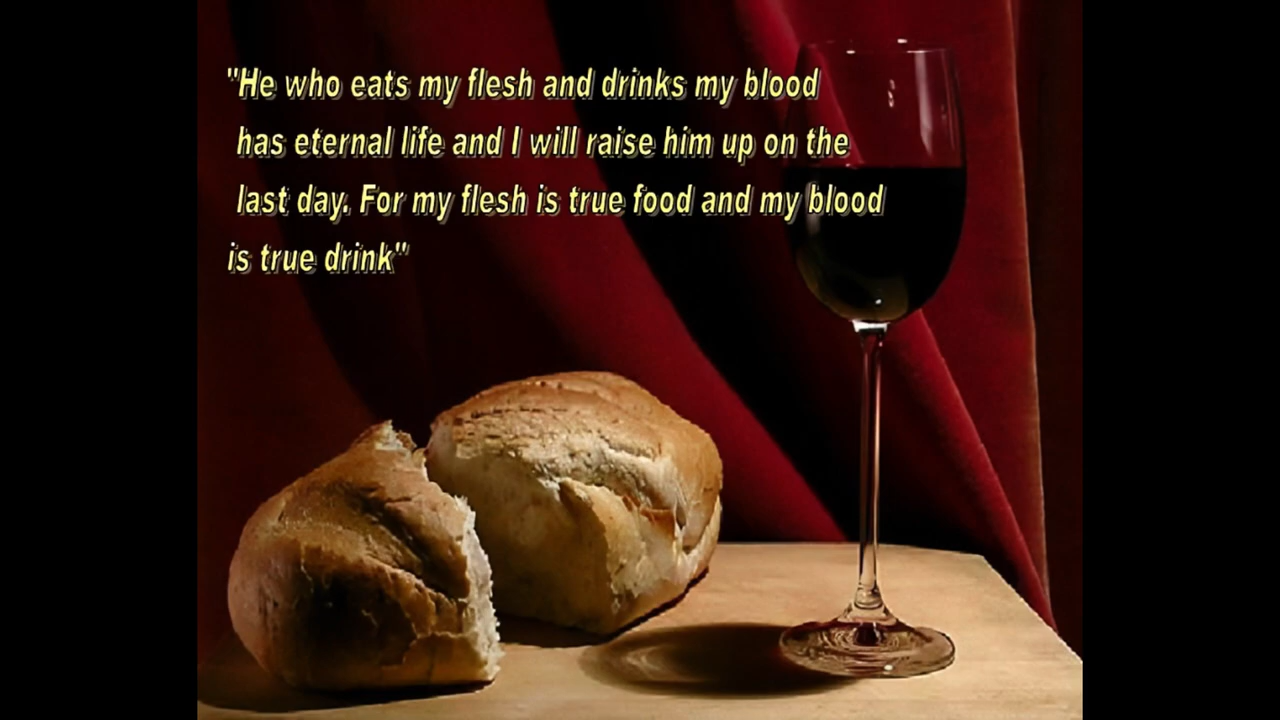 "He who eats my flesh and drinks my blood
has eternal life and I will raise him up on the
last day. For my flesh is true food and my blood
is true drink"